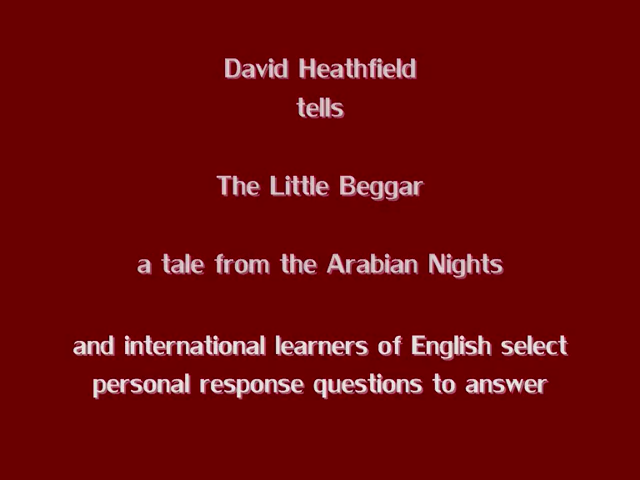 David Heathfield
tells
The Little Beggar
a tale from the Arabian Nights
and international learners of English select
personal response questions to answer